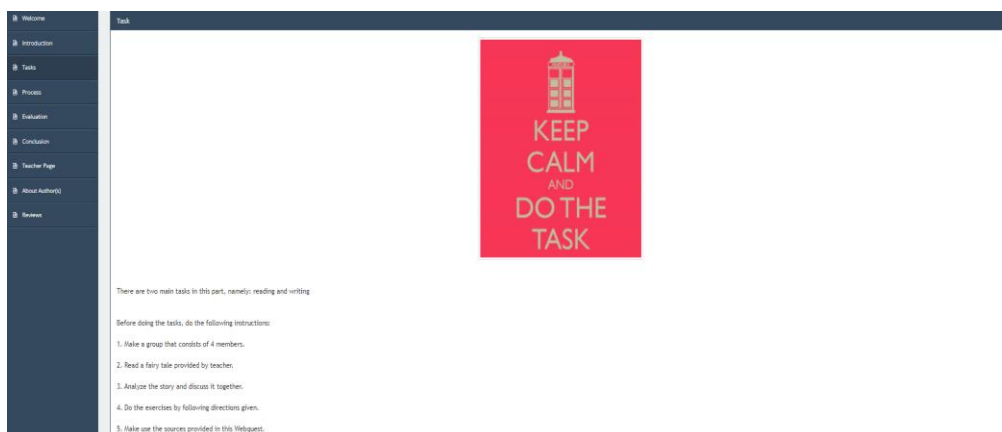 Welcome
Introduction
Tasks
Process
Evaluation
Conclusion
Teacher Page
About Author(s)
Reviews
Task
KEEP
CALM
AND
DO THE
TASK
There are two main tasks in this part, namely: reading and writing
Before doing the tasks, do the following instructions:
1. Make a group that consists of 4 members.
2. Read a fairy tale provided by teacher.
3. Analyze the story and discuss it together.
4. Do the exercises by following directions given.
5. Make use the sources provided in this Webquest.